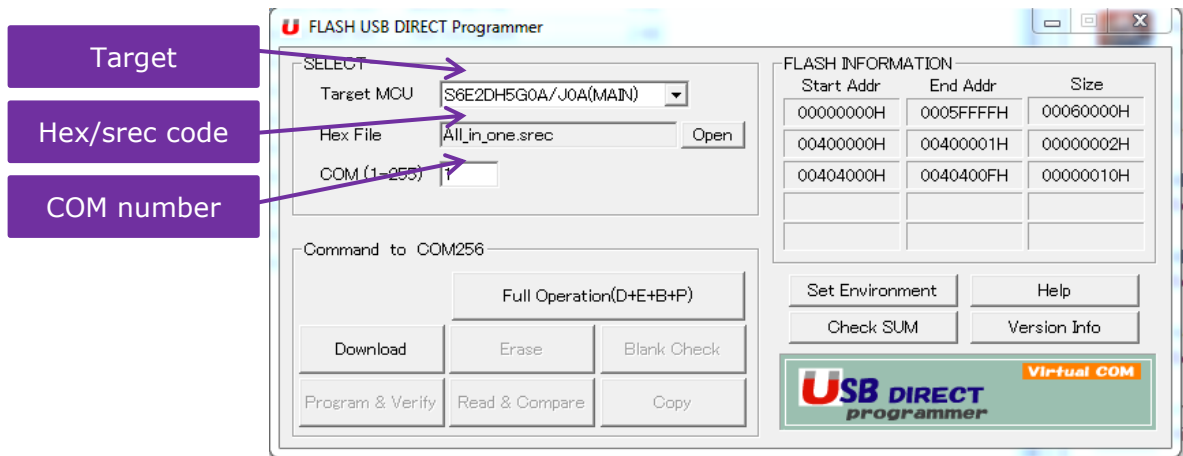 Target
Hex/srec code
COM number
FLASH USB DIRECT Programmer
SELECT
Target MCU S6E2DH5G0A/J0A(MAIN)
Hex File All_in_one.srec Open
COM (1-255) 1
Command to COM256
Full Operation(D+E+B+P)
Download Erase Blank Check
Program & Verify Read & Compare Copy
FLASH INFORMATION
Start Addr End Addr Size
00000000H 0005FFFFH 00060000H
00400000H 00400001H 00000002H
00404000H 0040400FH 00000010H
Set Environment Help
Check SUM Version Info
Virtual COM
USB DIRECT
programmer